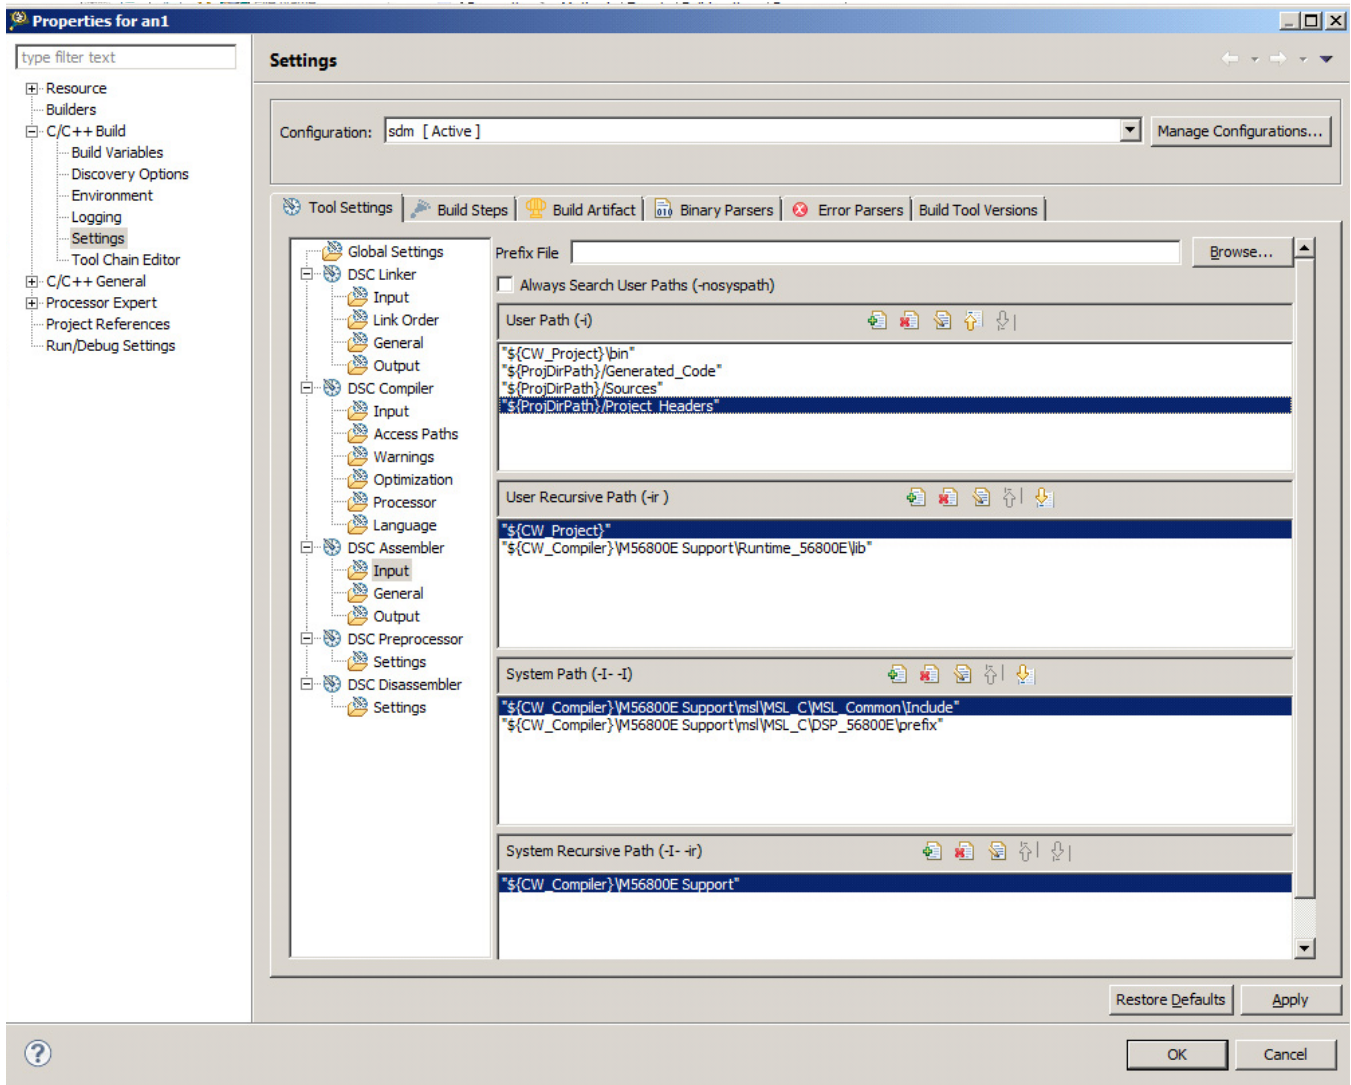 Properties for an1
type filter text
Settings
Resource
Builders
C/C++ Build
Build Variables
Discovery Options
Environment
Logging
Settings
Tool Chain Editor
C/C++ General
Processor Expert
Project References
Run/Debug Settings
Configuration: sdm [ Active ] Manage Configurations...
Tool Settings Build Steps Build Artifact Binary Parsers Error Parsers Build Tool Versions
Global Settings
DSC Linker
Input
Link Order
General
Output
DSC Compiler
Input
Access Paths
Warnings
Optimization
Processor
Language
DSC Assembler
Input
General
Output
DSC Preprocessor
Settings
DSC Disassembler
Settings
Prefix File Browse...
Always Search User Paths (-nosyspath)
User Path (-i)
"${CW_Project}\bin"
"${ProjDirPath}/Generated_Code"
"${ProjDirPath}/Sources"
"${ProjDirPath}/Project_Headers"
User Recursive Path (-ir )
"${CW_Project}"
"${CW_Compiler}\M56800E Support\Runtime_56800E\lib"
System Path (-I- -I)
"${CW_Compiler}\M56800E Support\msl\MSL_C\MSL_Common\Include"
"${CW_Compiler}\M56800E Support\msl\MSL_C\DSP_56800E\prefix"
System Recursive Path (-I- -ir)
"${CW_Compiler}\M56800E Support"
Restore Defaults Apply
OK Cancel